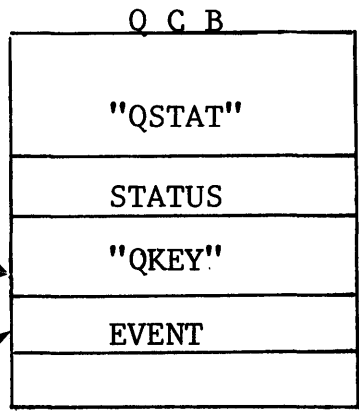 Q C B
"QSTAT"
STATUS
"QKEY"
EVENT